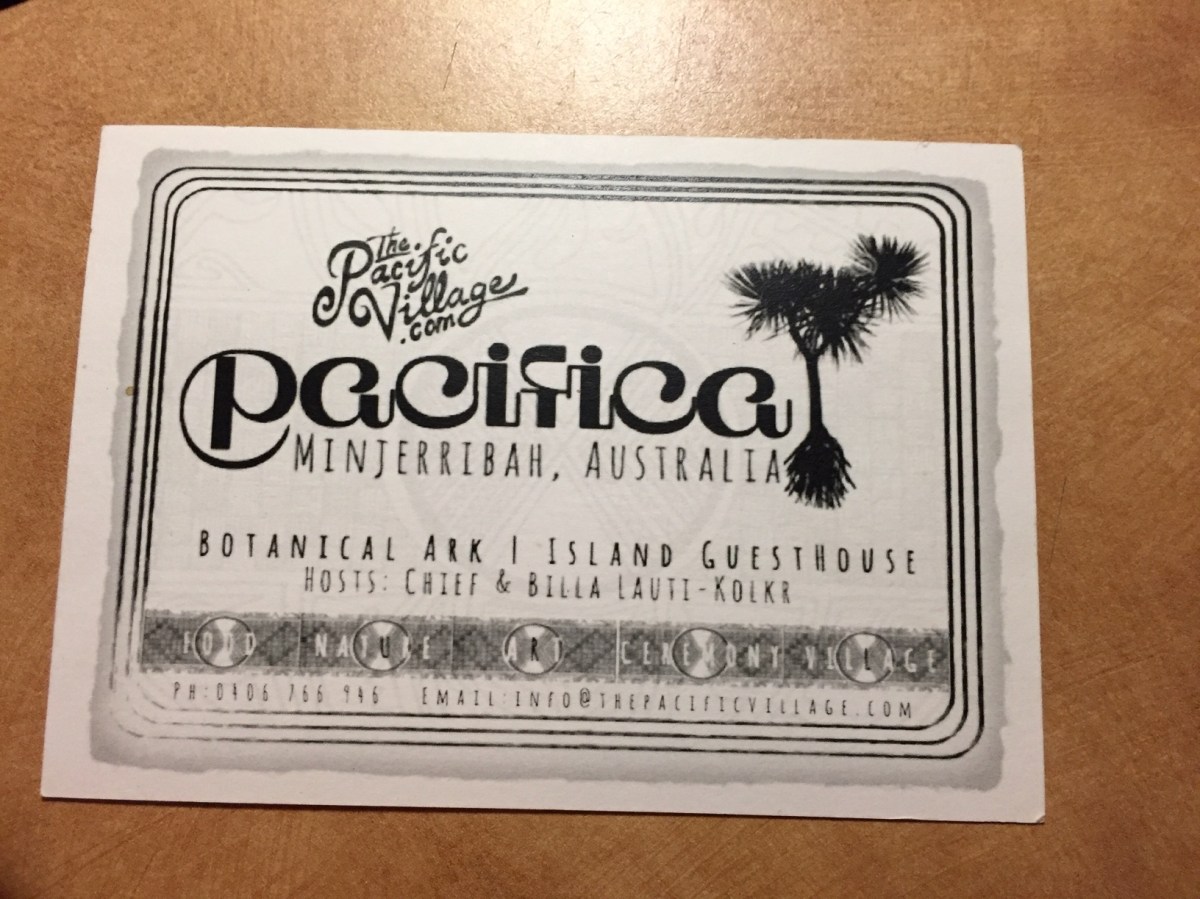 The
Pacific
Village
.com
pacifica
MINJERRIBAH, AUSTRALIA
BOTANICAL ARK | ISLAND GUESTHOUSE
HOSTS: CHIEF & BILLA LAUTI-KOLKR
FOOD NATURE ART CEREMONY VILLAGE
PH:0406 766 946 EMAIL:INFO@THEPACIFICVILLAGE.COM